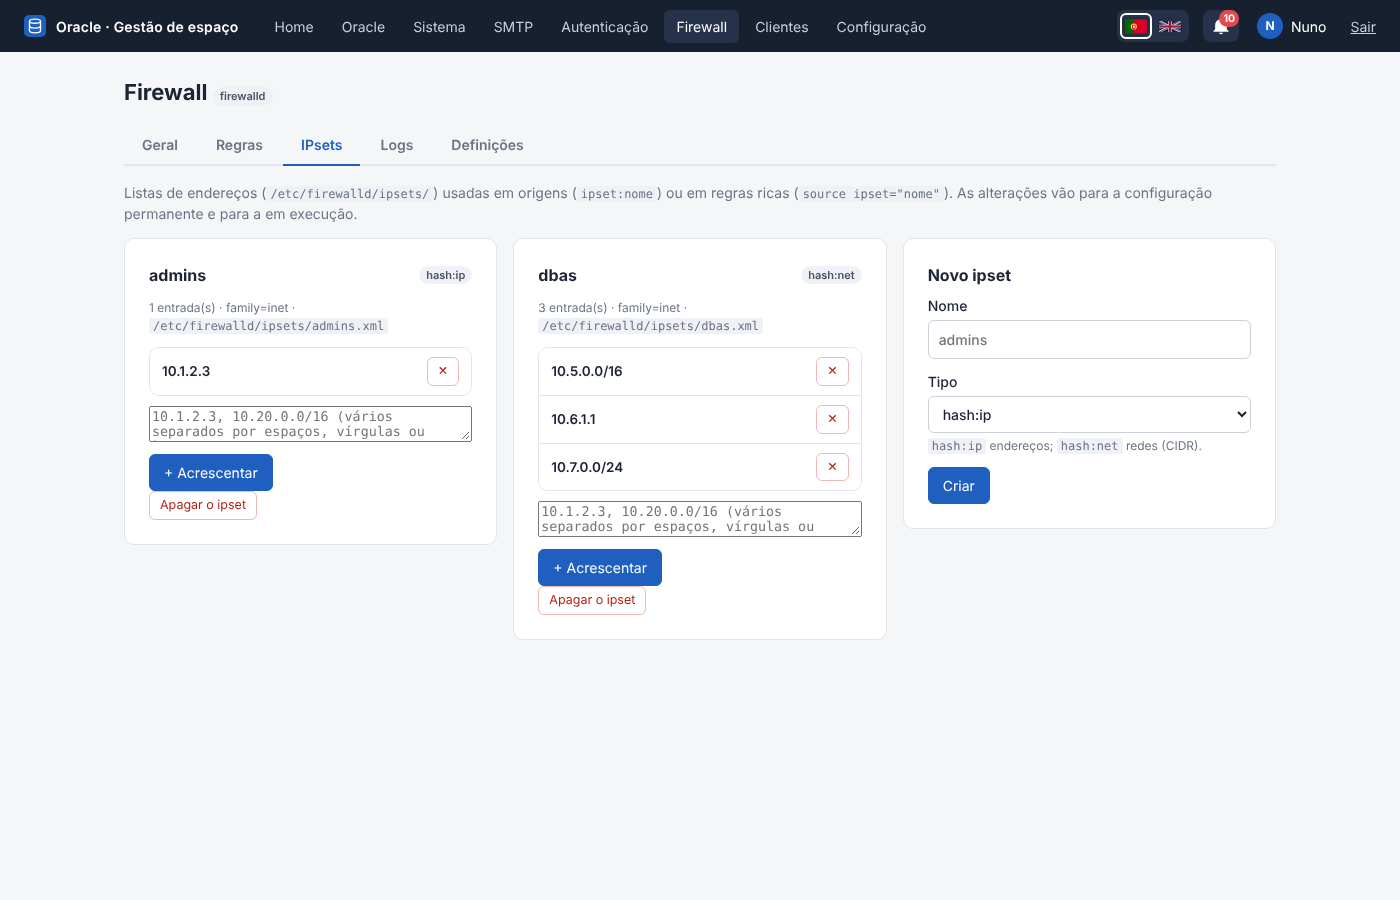 Oracle · Gestão de espaço
Home
Oracle
Sistema
SMTP
Autenticação
Firewall
Clientes
Configuração
10
N
Nuno
Sair
Firewall
firewalld
Geral
Regras
IPsets
Logs
Definições
Listas de endereços ( /etc/firewalld/ipsets/ ) usadas em origens ( ipset:nome ) ou em regras ricas ( source ipset="nome" ). As alterações vão para a configuração
permanente e para a em execução.
admins
hash:ip
1 entrada(s) · family=inet ·
/etc/firewalld/ipsets/admins.xml
10.1.2.3
×
10.1.2.3, 10.20.0.0/16 (vários
separados por espaços, vírgulas ou
+ Acrescentar
Apagar o ipset
dbas
hash:net
3 entrada(s) · family=inet ·
/etc/firewalld/ipsets/dbas.xml
10.5.0.0/16
×
10.6.1.1
×
10.7.0.0/24
×
10.1.2.3, 10.20.0.0/16 (vários
separados por espaços, vírgulas ou
+ Acrescentar
Apagar o ipset
Novo ipset
Nome
admins
Tipo
hash:ip
hash:ip endereços; hash:net redes (CIDR).
Criar